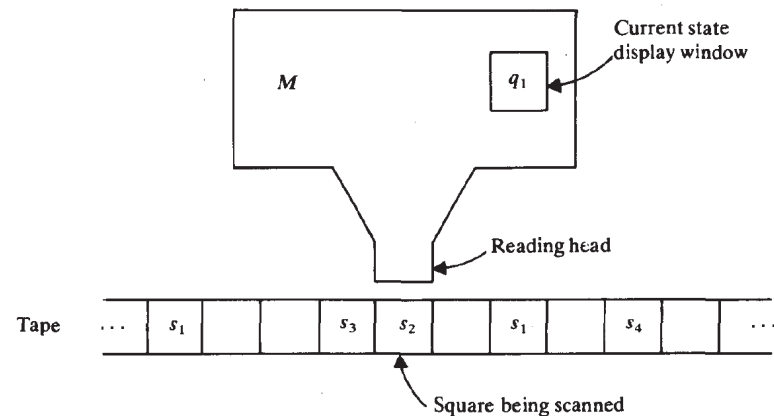 Current state
display window
M
q₁
Reading head
Tape
... s₁ s₃ s₂ s₁ s₄ ...
Square being scanned